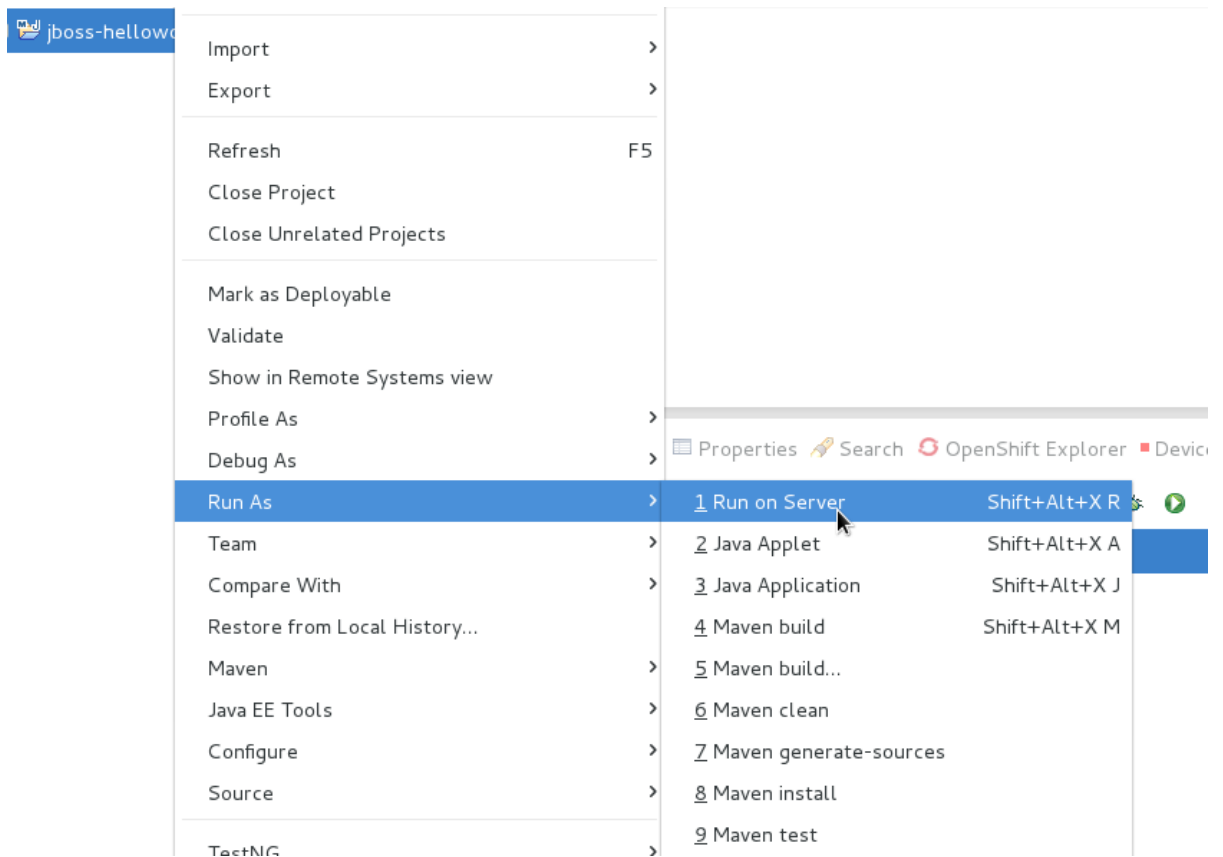 jboss-hellowo
Import
Export
Refresh F5
Close Project
Close Unrelated Projects
Mark as Deployable
Validate
Show in Remote Systems view
Profile As
Debug As
Run As
Team
Compare With
Restore from Local History...
Maven
Java EE Tools
Configure
Source
TestNG
Properties Search OpenShift Explorer Device
1 Run on Server Shift+Alt+X R
2 Java Applet Shift+Alt+X A
3 Java Application Shift+Alt+X J
4 Maven build Shift+Alt+X M
5 Maven build...
6 Maven clean
7 Maven generate-sources
8 Maven install
9 Maven test